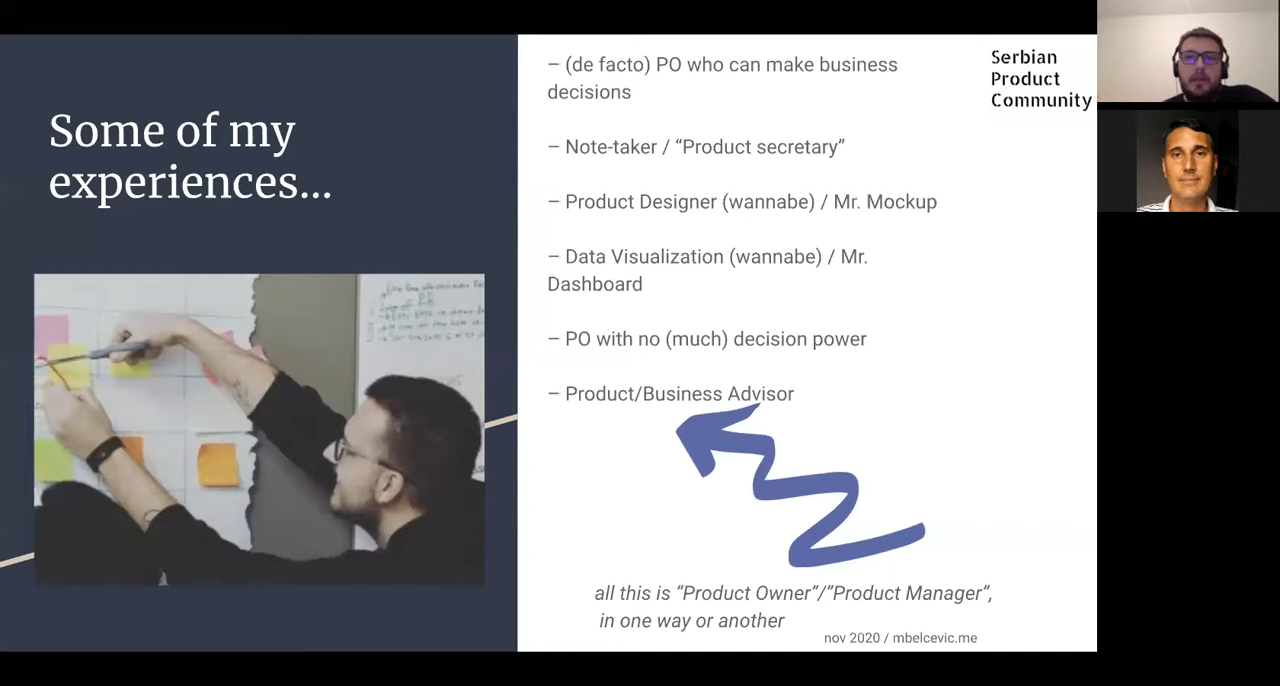 Some of my
experiences...
– (de facto) PO who can make business
decisions
– Note-taker / “Product secretary”
– Product Designer (wannabe) / Mr. Mockup
– Data Visualization (wannabe) / Mr.
Dashboard
– PO with no (much) decision power
– Product/Business Advisor
all this is “Product Owner”/”Product Manager”,
in one way or another
nov 2020 / mbelcevic.me
Serbian
Product
Community